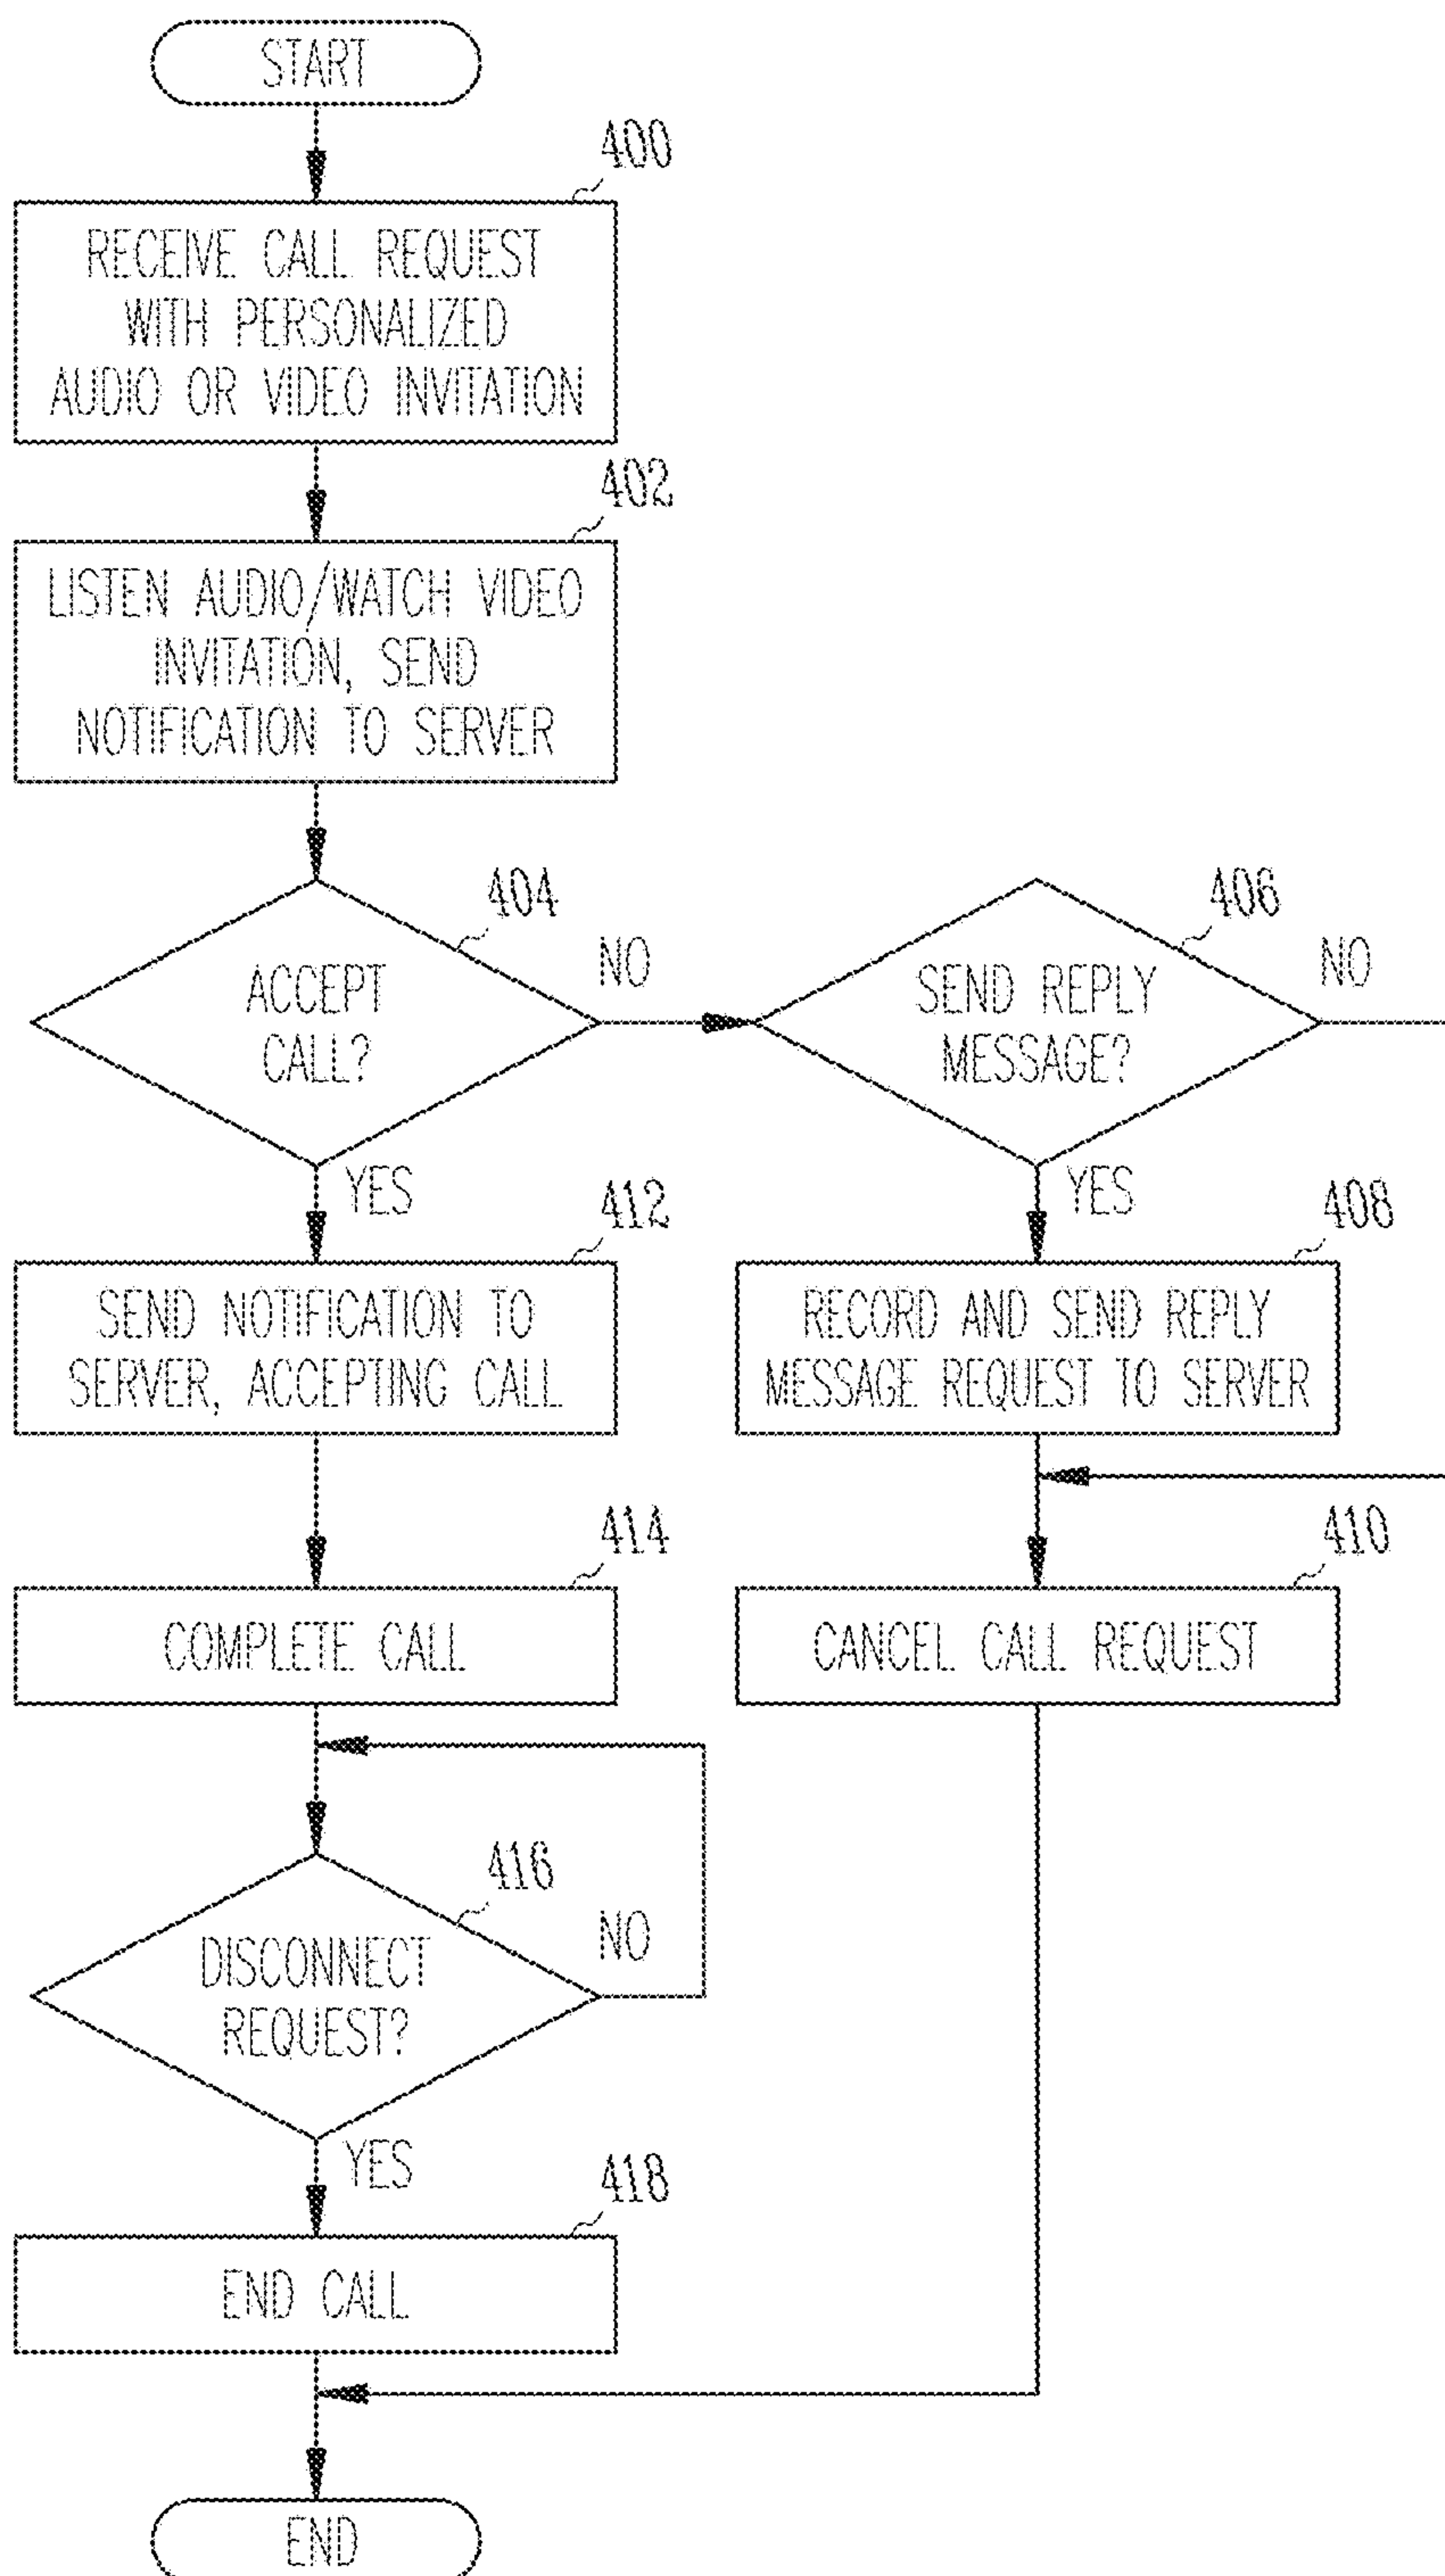 START
400
RECEIVE CALL REQUEST
WITH PERSONALIZED
AUDIO OR VIDEO INVITATION
402
LISTEN AUDIO/WATCH VIDEO
INVITATION, SEND
NOTIFICATION TO SERVER
404
ACCEPT
CALL?
NO
YES
406
SEND REPLY
MESSAGE?
NO
YES
412
SEND NOTIFICATION TO
SERVER, ACCEPTING CALL
408
RECORD AND SEND REPLY
MESSAGE REQUEST TO SERVER
414
COMPLETE CALL
410
CANCEL CALL REQUEST
416
DISCONNECT
REQUEST?
NO
YES
418
END CALL
END